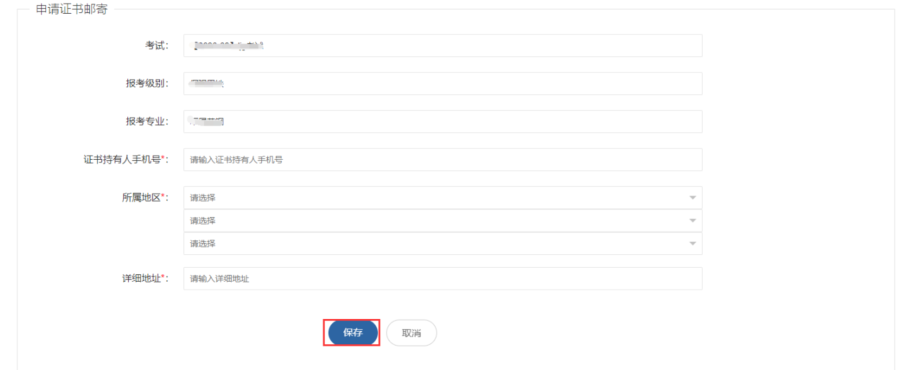 申请证书邮寄
考试:
报考级别:
报考专业:
证书持有人手机号*: 请输入证书持有人手机号
所属地区*: 请选择
请选择
请选择
详细地址*: 请输入详细地址
保存 取消